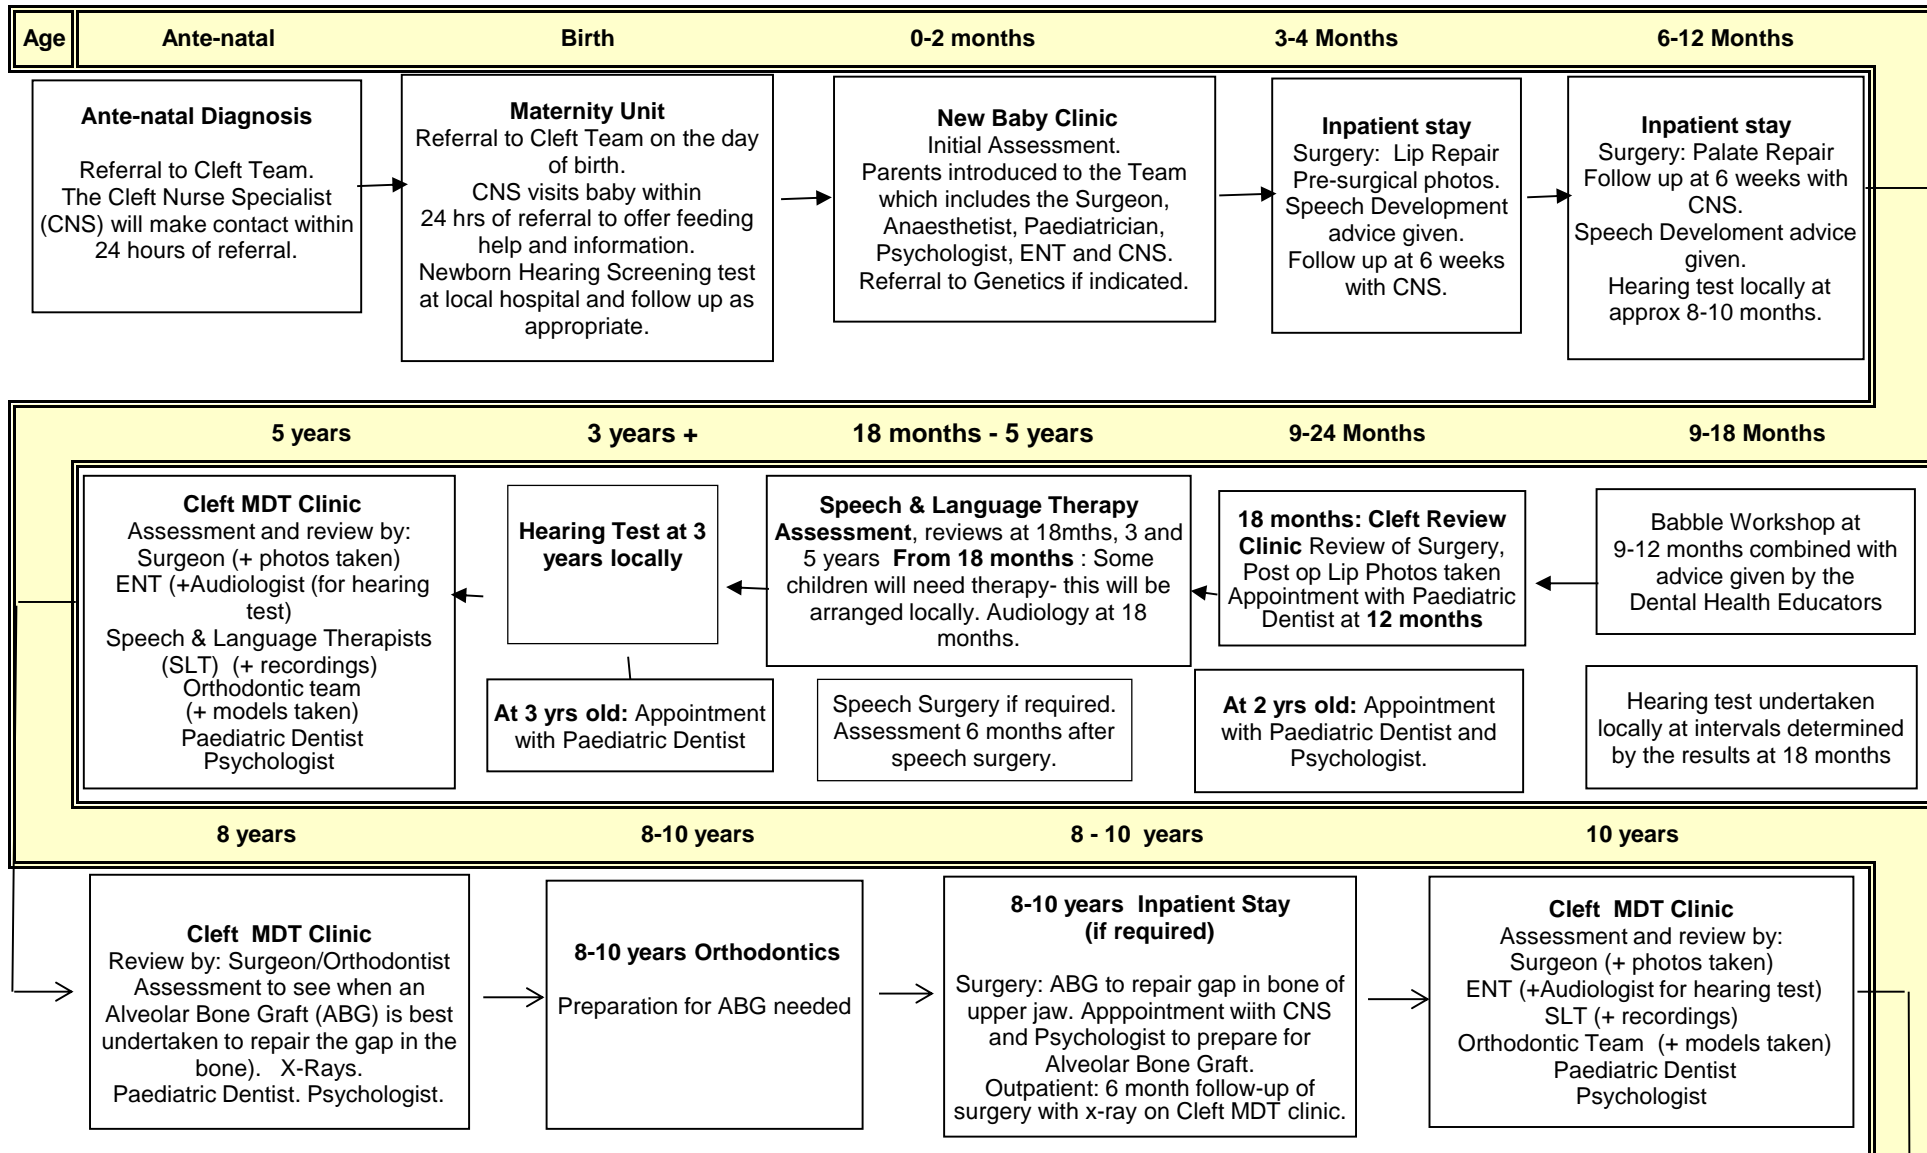 Age
Ante-natal
Birth
0-2 months
3-4 Months
6-12 Months
Ante-natal Diagnosis
Referral to Cleft Team.
The Cleft Nurse Specialist
(CNS) will make contact within
24 hours of referral.
Maternity Unit
Referral to Cleft Team on the day
of birth.
CNS visits baby within
24 hrs of referral to offer feeding
help and information.
Newborn Hearing Screening test
at local hospital and follow up as
appropriate.
New Baby Clinic
Initial Assessment.
Parents introduced to the Team
which includes the Surgeon,
Anaesthetist, Paediatrician,
Psychologist, ENT and CNS.
Referral to Genetics if indicated.
Inpatient stay
Surgery: Lip Repair
Pre-surgical photos.
Speech Development
advice given.
Follow up at 6 weeks
with CNS.
Inpatient stay
Surgery: Palate Repair
Follow up at 6 weeks with
CNS.
Speech Develoment advice
given.
Hearing test locally at
approx 8-10 months.
5 years
3 years +
18 months - 5 years
9-24 Months
9-18 Months
Cleft MDT Clinic
Assessment and review by:
Surgeon (+ photos taken)
ENT (+Audiologist (for hearing
test)
Speech & Language Therapists
(SLT) (+ recordings)
Orthodontic team
(+ models taken)
Paediatric Dentist
Psychologist
Hearing Test at 3
years locally
At 3 yrs old: Appointment
with Paediatric Dentist
Speech & Language Therapy
Assessment, reviews at 18mths, 3 and
5 years From 18 months : Some
children will need therapy- this will be
arranged locally. Audiology at 18
months.
Speech Surgery if required.
Assessment 6 months after
speech surgery.
18 months: Cleft Review
Clinic Review of Surgery,
Post op Lip Photos taken
Appointment with Paediatric
Dentist at 12 months
At 2 yrs old: Appointment
with Paediatric Dentist and
Psychologist.
Babble Workshop at
9-12 months combined with
advice given by the
Dental Health Educators
Hearing test undertaken
locally at intervals determined
by the results at 18 months
8 years
8-10 years
8 - 10 years
10 years
Cleft MDT Clinic
Review by: Surgeon/Orthodontist
Assessment to see when an
Alveolar Bone Graft (ABG) is best
undertaken to repair the gap in the
bone). X-Rays.
Paediatric Dentist. Psychologist.
8-10 years Orthodontics
Preparation for ABG needed
8-10 years Inpatient Stay
(if required)
Surgery: ABG to repair gap in bone of
upper jaw. Apppointment wiith CNS
and Psychologist to prepare for
Alveolar Bone Graft.
Outpatient: 6 month follow-up of
surgery with x-ray on Cleft MDT clinic.
Cleft MDT Clinic
Assessment and review by:
Surgeon (+ photos taken)
ENT (+Audiologist for hearing test)
SLT (+ recordings)
Orthodontic Team (+ models taken)
Paediatric Dentist
Psychologist